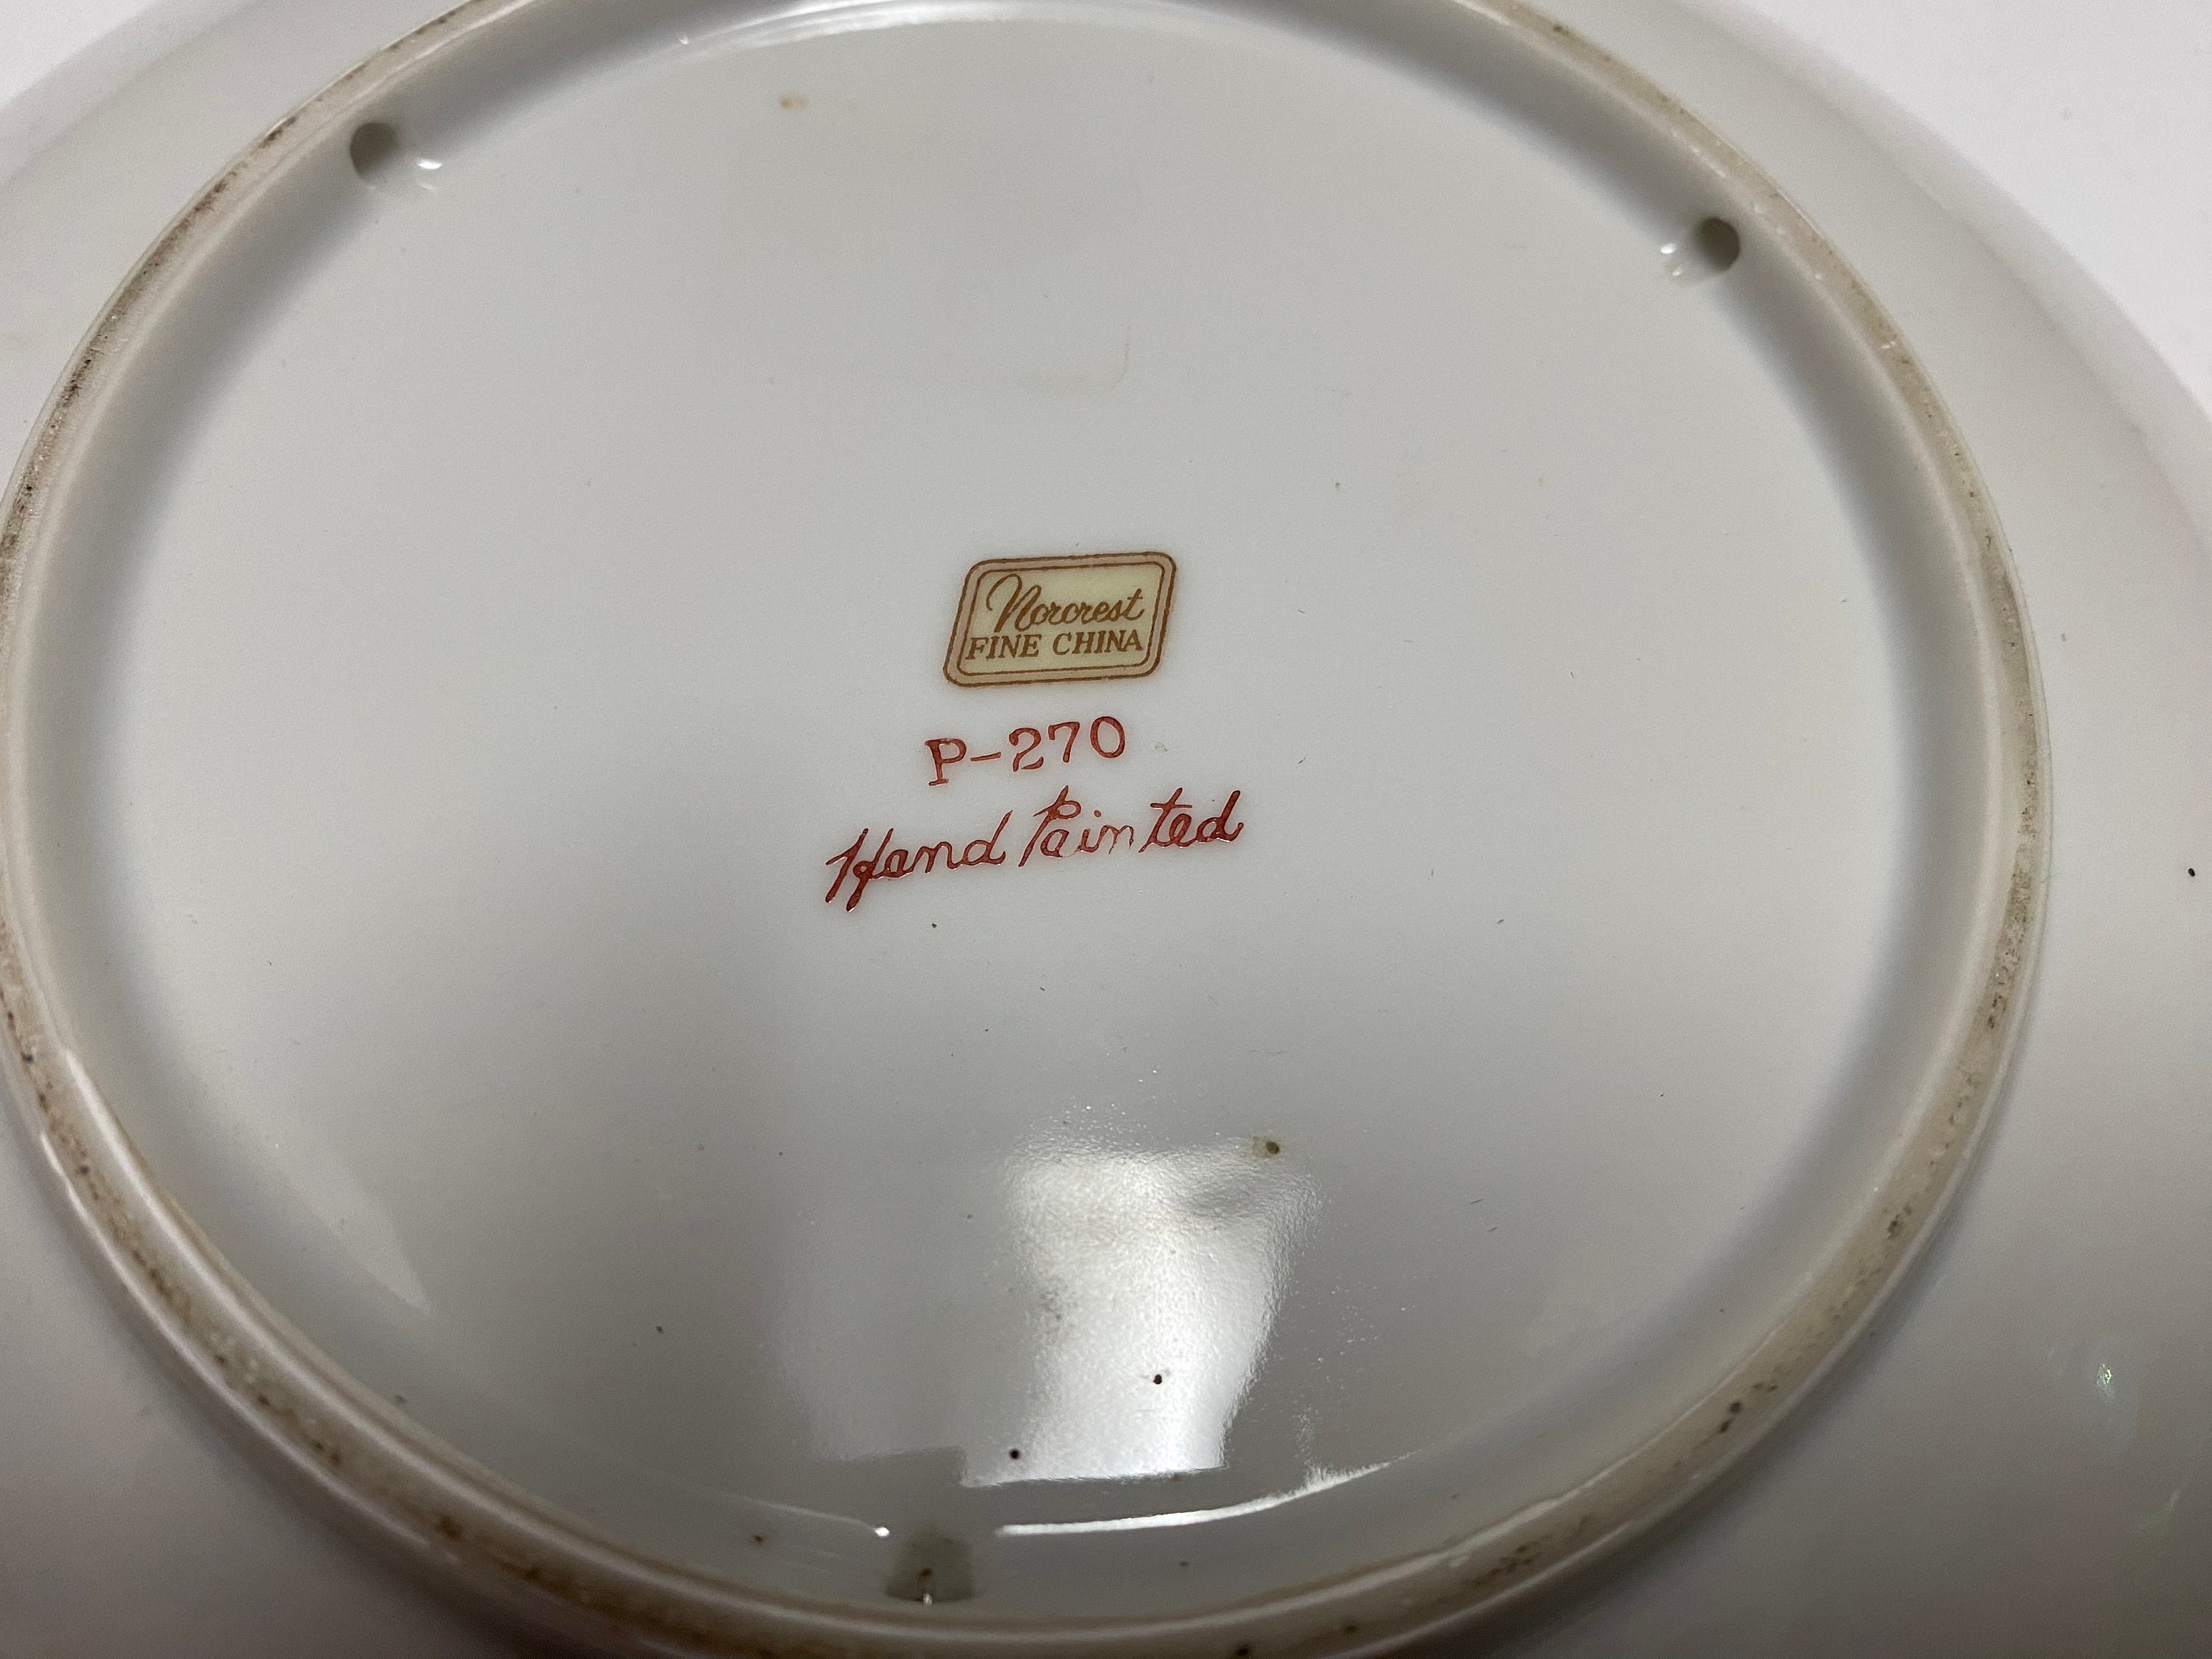 Norcrest
FINE CHINA
P-270
Hand Painted